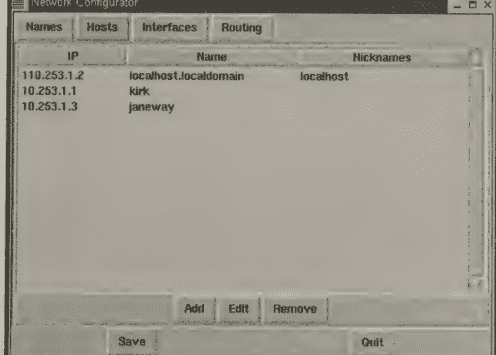 Network Configurator
Names Hosts Interfaces Routing
IP Name Nicknames
110.253.1.2 localhost.localdomain localhost
10.253.1.1 kirk
10.253.1.3 janeway
Add Edit Remove
Save Quit